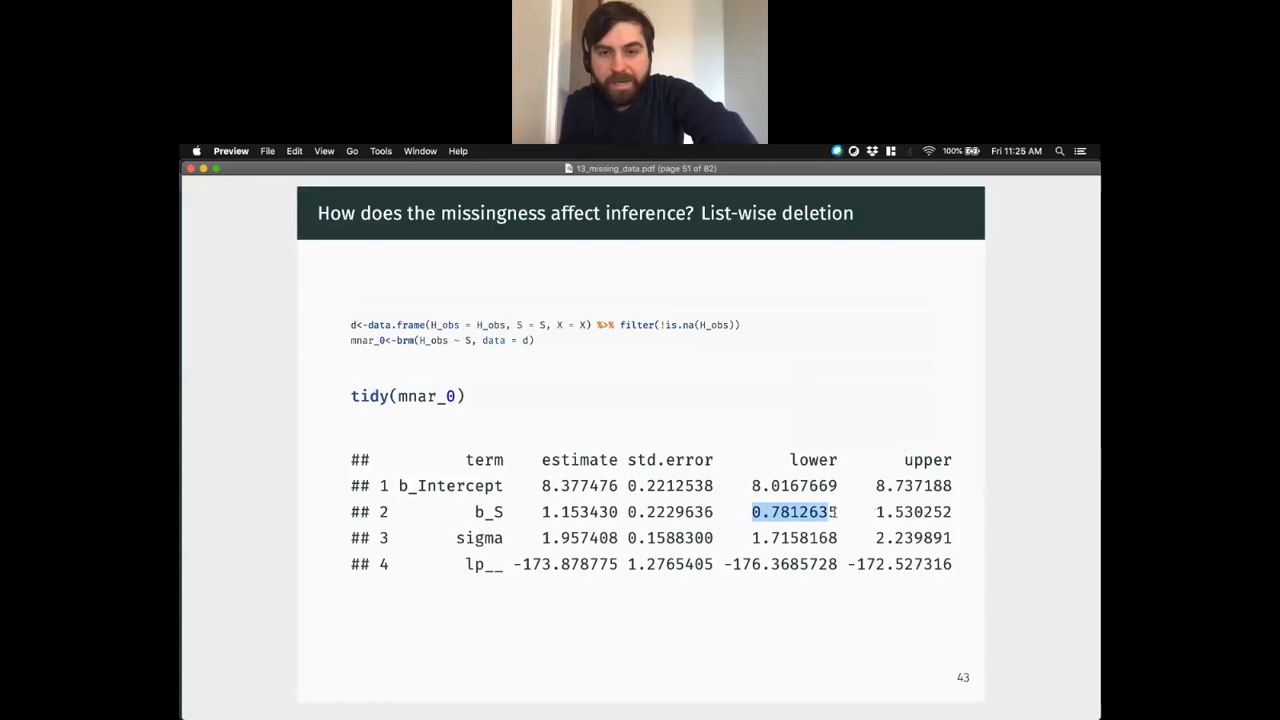 Preview File Edit View Go Tools Window Help 100% Fri 11:25 AM
13_missing_data.pdf (page 51 of 82)
How does the missingness affect inference? List-wise deletion
d<-data.frame(H_obs = H_obs, S = S, X = X) %>% filter(!is.na(H_obs))
mnar_0<-brm(H_obs ~ S, data = d)
tidy(mnar_0)
## term estimate std.error lower upper
## 1 b_Intercept 8.377476 0.2212538 8.0167669 8.737188
## 2 b_S 1.153430 0.2229636 0.7812635 1.530252
## 3 sigma 1.957408 0.1588300 1.7158168 2.239891
## 4 lp__ -173.878775 1.2765405 -176.3685728 -172.527316
43